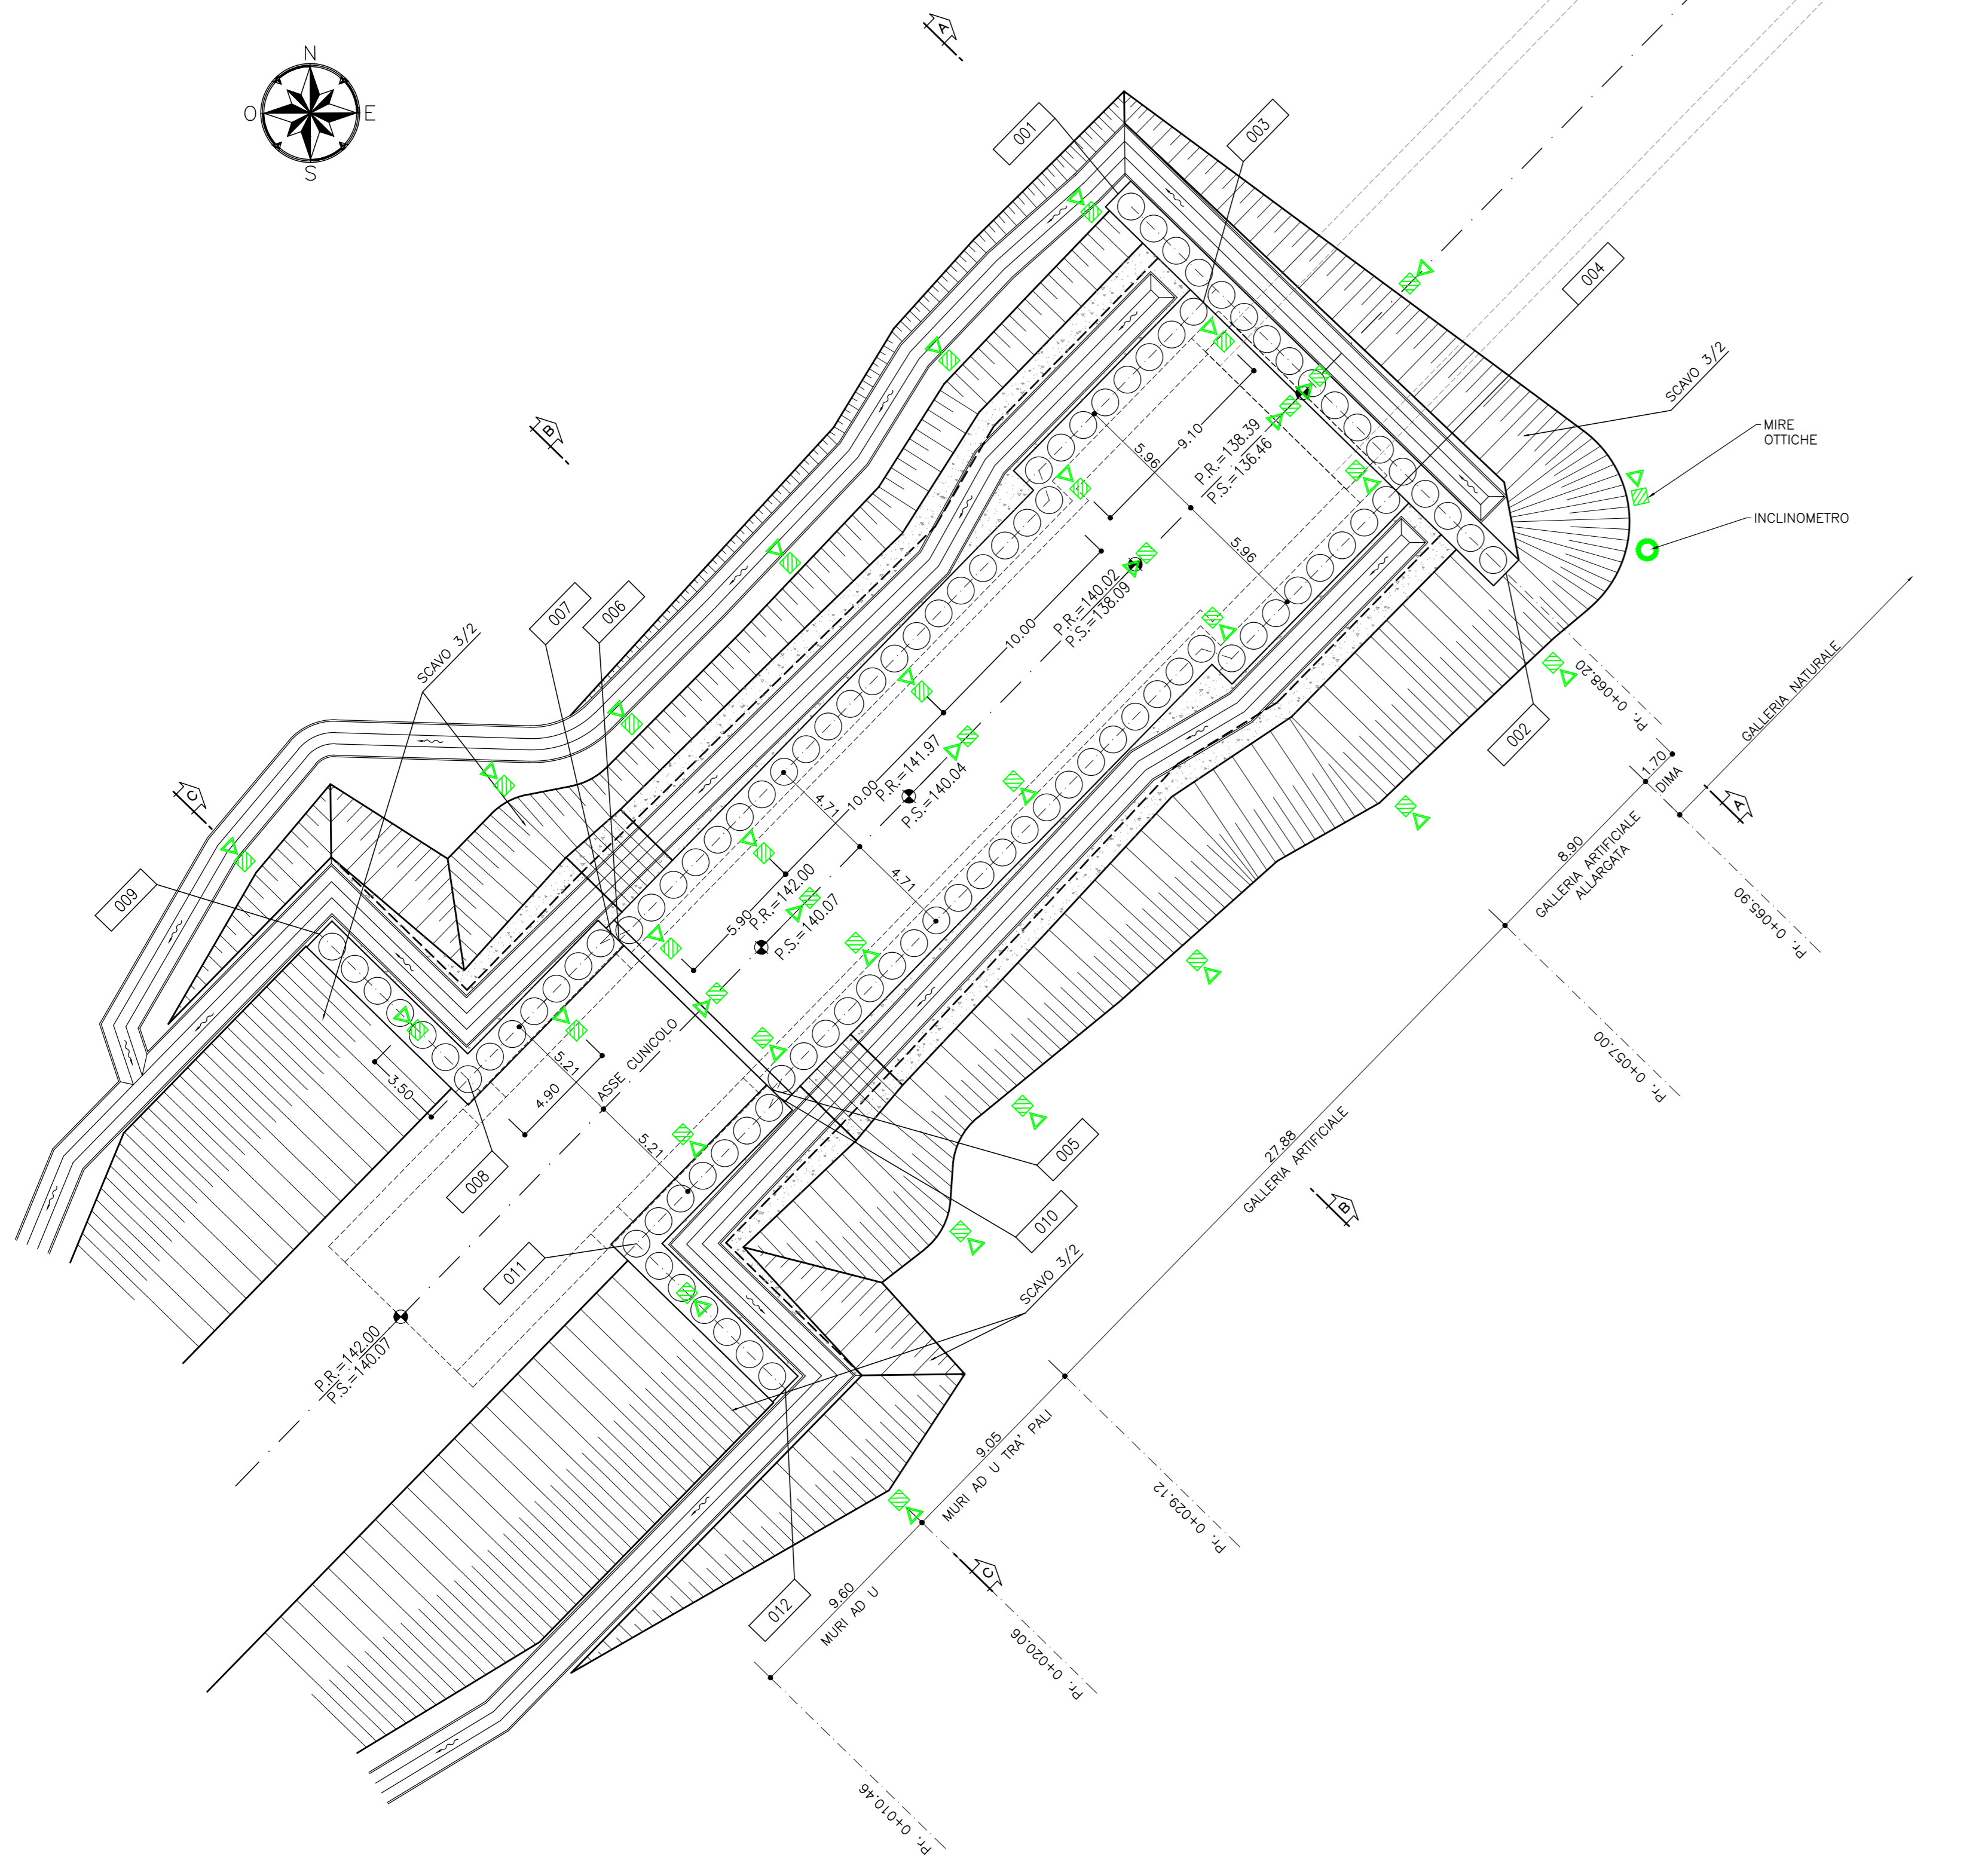 N
O
E
S
A
001
003
004
SCAVO 3/2
MIRE
OTTICHE
INCLINOMETRO
B
9.10
5.96
P.R.=138.39
P.S.=136.46
5.96
P.R.=140.02
P.S.=138.09
10.00
007
006
SCAVO 3/2
002
Pr. 0+068.20
GALLERIA NATURALE
1.70
DIMA
A
C
P.R.=141.97
P.S.=140.04
10.00
4.71
4.71
8.90
GALLERIA ARTIFICIALE
ALLARGATA
Pr. 0+065.90
009
5.90
P.R.=142.00
P.S.=140.07
ASSE CUNICOLO
5.21
4.90
3.50
5.21
Pr. 0+057.00
008
005
010
27.88
GALLERIA ARTIFICIALE
B
011
SCAVO 3/2
P.R.=142.00
P.S.=140.07
9.05
MURI AD U TRA' PALI
Pr. 0+029.12
C
012
9.60
MURI AD U
Pr. 0+020.06
Pr. 0+010.46